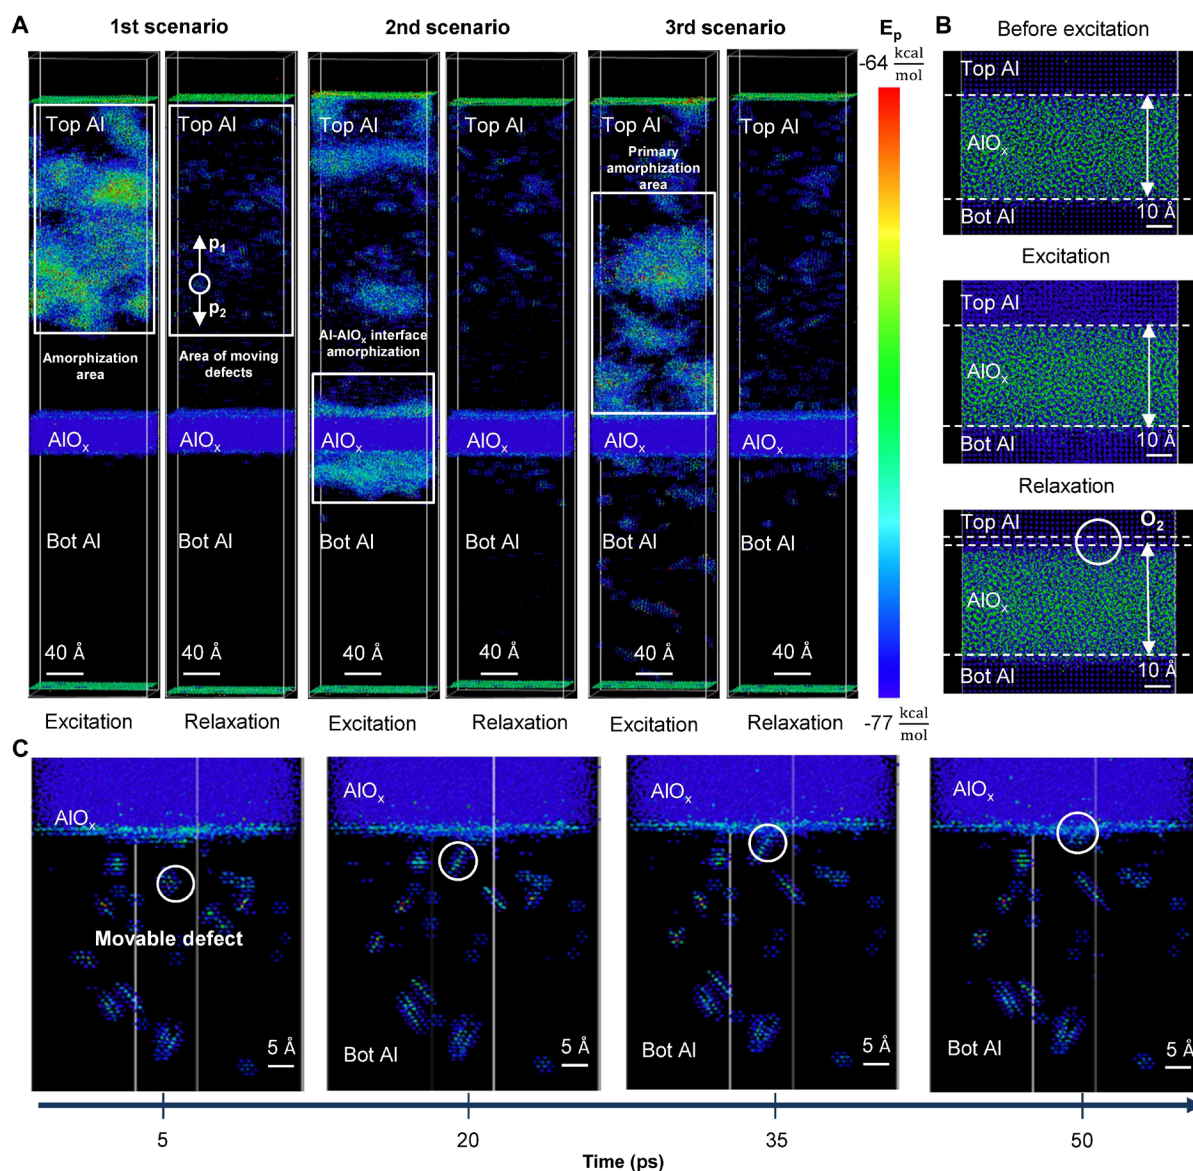 A
1st scenario
2nd scenario
3rd scenario
Eₚ
-64 kcal/mol
Top Al
Top Al
Top Al
Top Al
Top Al
Top Al
Primary
amorphization
area
p₁
p₂
Amorphization
area
Area of moving
defects
Al-AlOₓ interface
amorphization
AlOₓ
AlOₓ
AlOₓ
AlOₓ
AlOₓ
AlOₓ
Bot Al
Bot Al
Bot Al
Bot Al
Bot Al
Bot Al
40 Å
40 Å
40 Å
40 Å
40 Å
40 Å
-77 kcal/mol
Excitation
Relaxation
Excitation
Relaxation
Excitation
Relaxation
B
Before excitation
Top Al
AlOₓ
Bot Al
10 Å
Excitation
Top Al
AlOₓ
Bot Al
10 Å
Relaxation
Top Al
O₂
AlOₓ
Bot Al
10 Å
C
AlOₓ
Movable defect
5 Å
AlOₓ
Bot Al
5 Å
AlOₓ
Bot Al
5 Å
AlOₓ
Bot Al
5 Å
5
20
35
50
Time (ps)